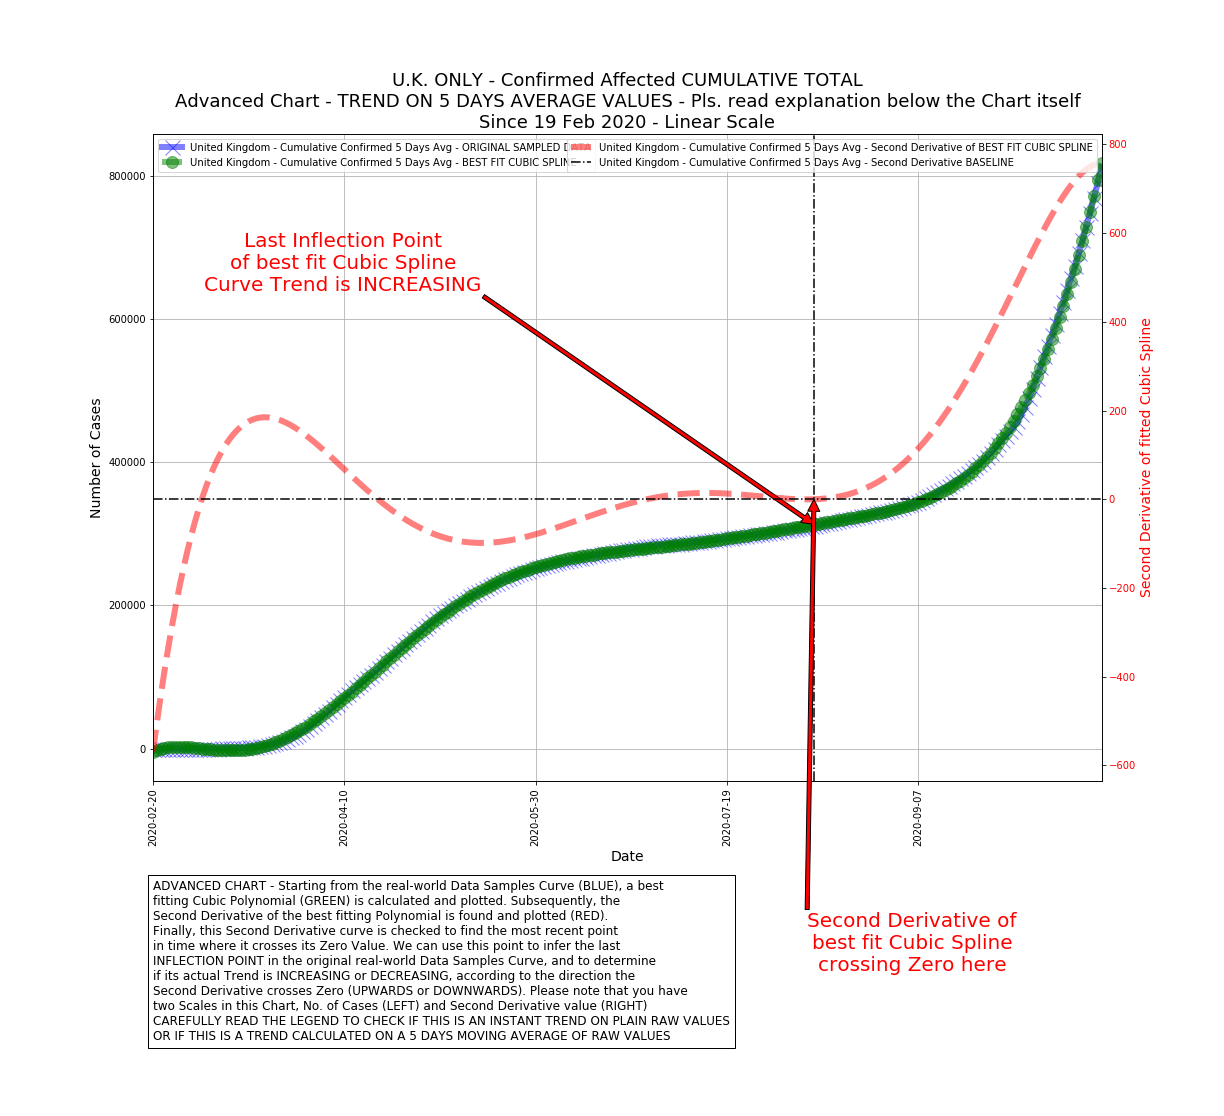 U.K. ONLY - Confirmed Affected CUMULATIVE TOTAL
Advanced Chart - TREND ON 5 DAYS AVERAGE VALUES - Pls. read explanation below the Chart itself
Since 19 Feb 2020 - Linear Scale
United Kingdom - Cumulative Confirmed 5 Days Avg - ORIGINAL SAMPLED
United Kingdom - Cumulative Confirmed 5 Days Avg - BEST FIT CUBIC SPLINE
United Kingdom - Cumulative Confirmed 5 Days Avg - Second Derivative of BEST FIT CUBIC SPLINE
United Kingdom - Cumulative Confirmed 5 Days Avg - Second Derivative BASELINE
Last Inflection Point
of best fit Cubic Spline
Curve Trend is INCREASING
Number of Cases
800000
600000
400000
200000
0
Second Derivative of fitted Cubic Spline
800
600
400
200
0
−200
−400
−600
2020-02-20
2020-04-10
2020-05-30
2020-07-19
2020-09-07
Date
Second Derivative of
best fit Cubic Spline
crossing Zero here
ADVANCED CHART - Starting from the real-world Data Samples Curve (BLUE), a best
fitting Cubic Polynomial (GREEN) is calculated and plotted. Subsequently, the
Second Derivative of the best fitting Polynomial is found and plotted (RED).
Finally, this Second Derivative curve is checked to find the most recent point
in time where it crosses its Zero Value. We can use this point to infer the last
INFLECTION POINT in the original real-world Data Samples Curve, and to determine
if its actual Trend is INCREASING or DECREASING, according to the direction the
Second Derivative crosses Zero (UPWARDS or DOWNWARDS). Please note that you have
two Scales in this Chart, No. of Cases (LEFT) and Second Derivative value (RIGHT)
CAREFULLY READ THE LEGEND TO CHECK IF THIS IS AN INSTANT TREND ON PLAIN RAW VALUES
OR IF THIS IS A TREND CALCULATED ON A 5 DAYS MOVING AVERAGE OF RAW VALUES